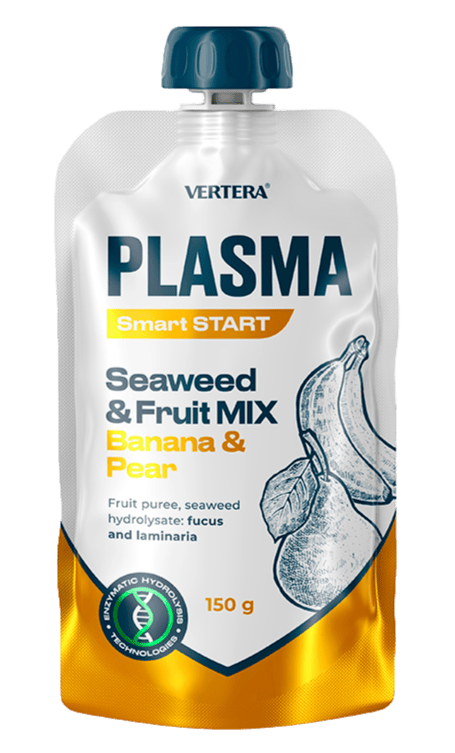 VERTERA®
PLASMA
Smart START
Seaweed
& Fruit MIX
Banana &
Pear
Fruit puree, seaweed
hydrolysate: fucus
and laminaria
150 g
ENZYMATIC HYDROLYSIS
TECHNOLOGIES